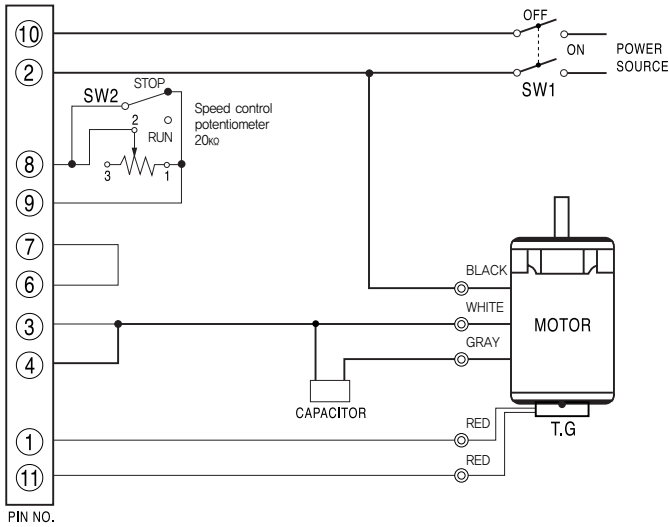 OFF
10
ON
POWER
SOURCE
2
SW1
STOP
SW2
Speed control
potentiometer
20KΩ
2
RUN
8
3
1
9
7
6
BLACK
WHITE
3
MOTOR
GRAY
4
CAPACITOR
RED
1
T.G
RED
11
PIN NO.